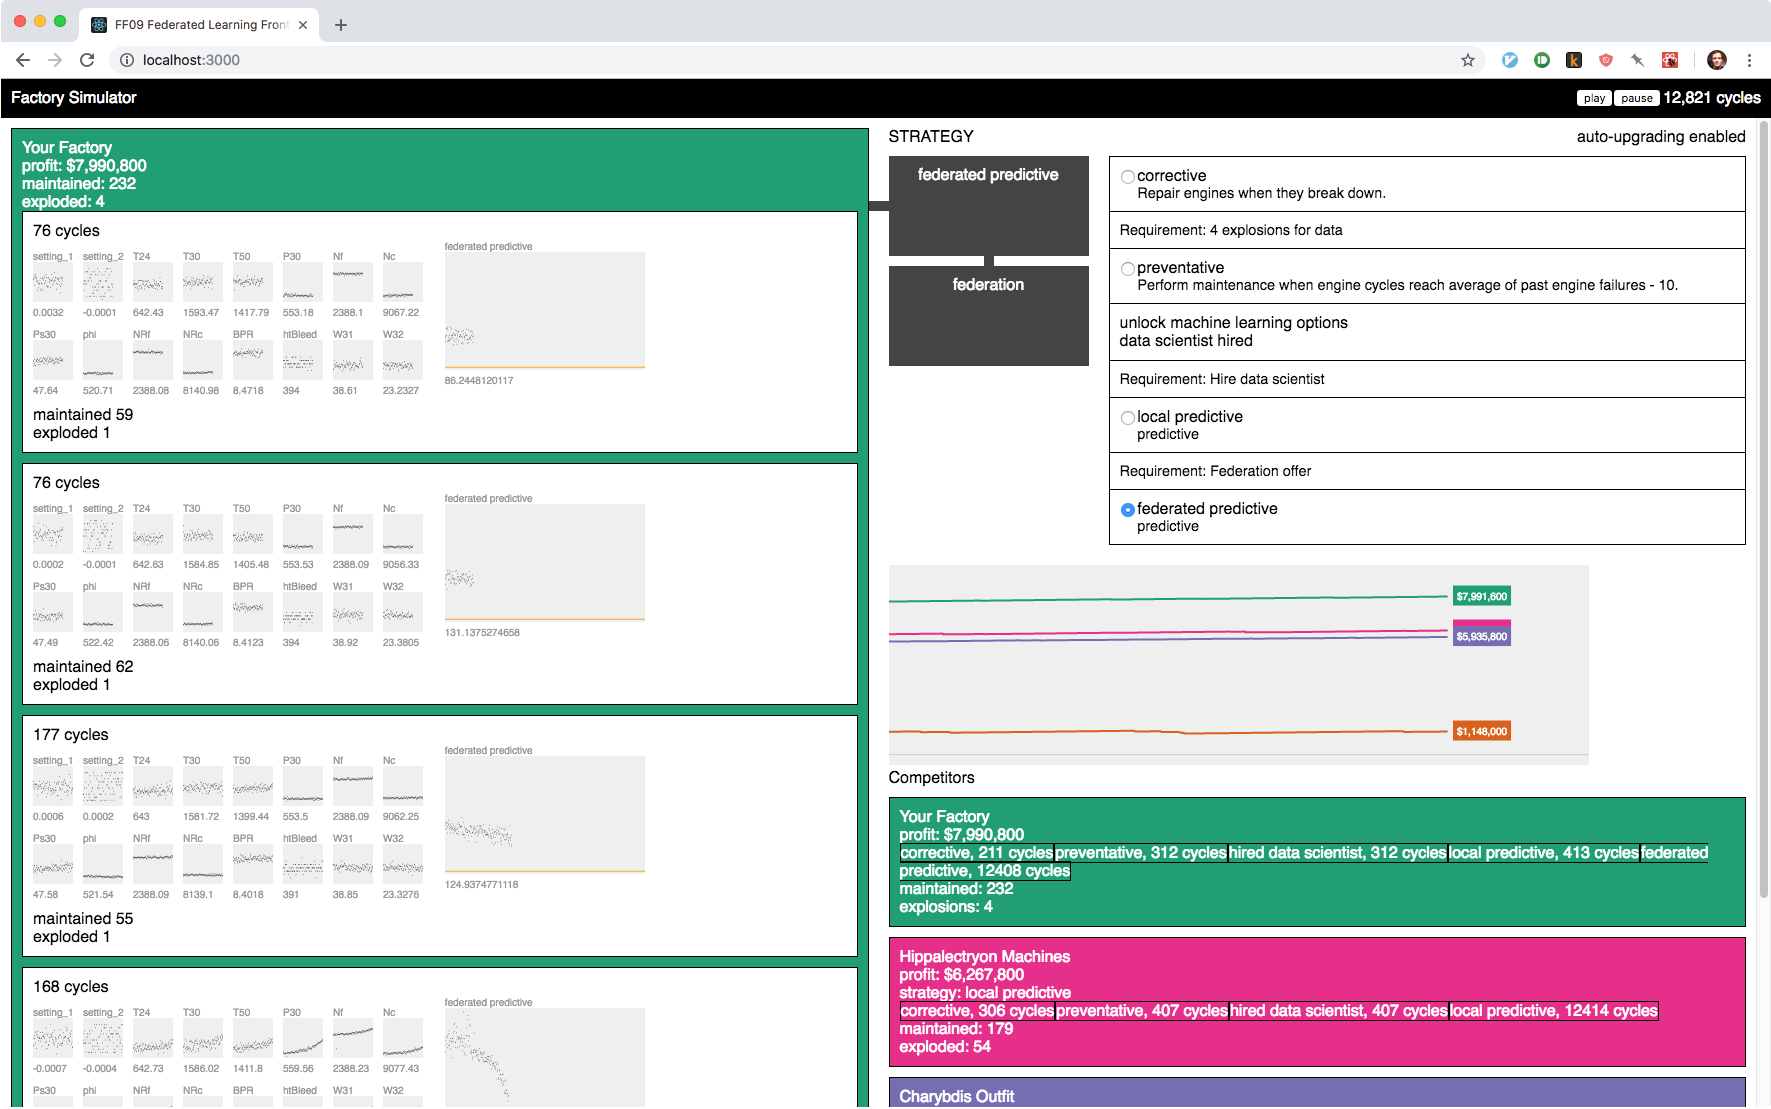 FF09 Federated Learning Front
localhost:3000
Factory Simulator
play pause 12,821 cycles
Your Factory
profit: $7,990,800
maintained: 232
exploded: 4
76 cycles
setting_1 setting_2 T24 T30 T50 P30 Nf Nc
0.0032 -0.0001 642.43 1593.47 1417.79 553.18 2388.1 9067.22
Ps30 phi NRf NRc BPR htBleed W31 W32
47.64 520.71 2388.08 8140.98 8.4718 394 38.61 23.2327
federated predictive
86.2448120117
maintained 59
exploded 1
76 cycles
setting_1 setting_2 T24 T30 T50 P30 Nf Nc
0.0002 -0.0001 642.63 1584.85 1405.48 553.53 2388.09 9056.33
Ps30 phi NRf NRc BPR htBleed W31 W32
47.49 522.42 2388.06 8140.06 8.4123 394 38.92 23.3805
federated predictive
131.1375274658
maintained 62
exploded 1
177 cycles
setting_1 setting_2 T24 T30 T50 P30 Nf Nc
0.0006 0.0002 643 1581.72 1399.44 553.5 2388.09 9062.25
Ps30 phi NRf NRc BPR htBleed W31 W32
47.58 521.54 2388.09 8139.1 8.4018 391 38.85 23.3276
federated predictive
124.9374771118
maintained 55
exploded 1
168 cycles
setting_1 setting_2 T24 T30 T50 P30 Nf Nc
-0.0007 -0.0004 642.73 1586.02 1411.8 559.56 2388.23 9077.43
Ps30 phi NRf NRc BPR htBleed W31 W32
federated predictive
STRATEGY
auto-upgrading enabled
federated predictive
federation
corrective
Repair engines when they break down.
Requirement: 4 explosions for data
preventative
Perform maintenance when engine cycles reach average of past engine failures - 10.
unlock machine learning options
data scientist hired
Requirement: Hire data scientist
local predictive
predictive
Requirement: Federation offer
federated predictive
predictive
$7,991,600
$5,935,800
$1,148,000
Competitors
Your Factory
profit: $7,990,800
corrective, 211 cycles preventative, 312 cycles hired data scientist, 312 cycles local predictive, 413 cycles federated
predictive, 12408 cycles
maintained: 232
explosions: 4
Hippalectryon Machines
profit: $6,267,800
strategy: local predictive
corrective, 306 cycles preventative, 407 cycles hired data scientist, 407 cycles local predictive, 12414 cycles
maintained: 179
exploded: 54
Charybdis Outfit